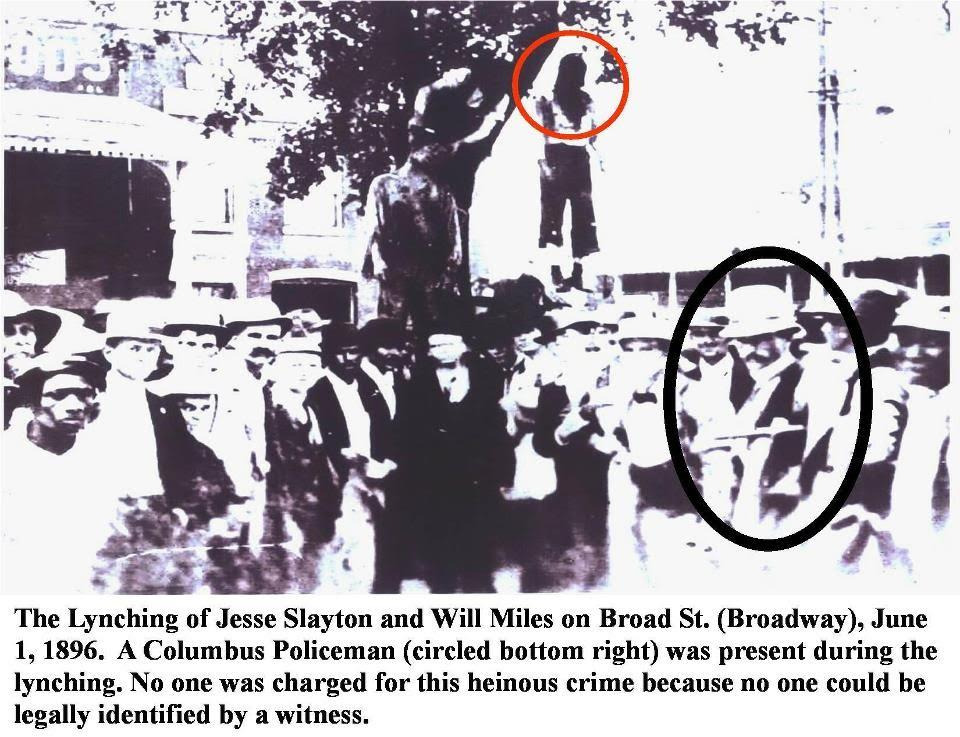 ODS
The Lynching of Jesse Slayton and Will Miles on Broad St. (Broadway), June
1, 1896.  A Columbus Policeman (circled bottom right) was present during the
lynching. No one was charged for this heinous crime because no one could be
legally identified by a witness.